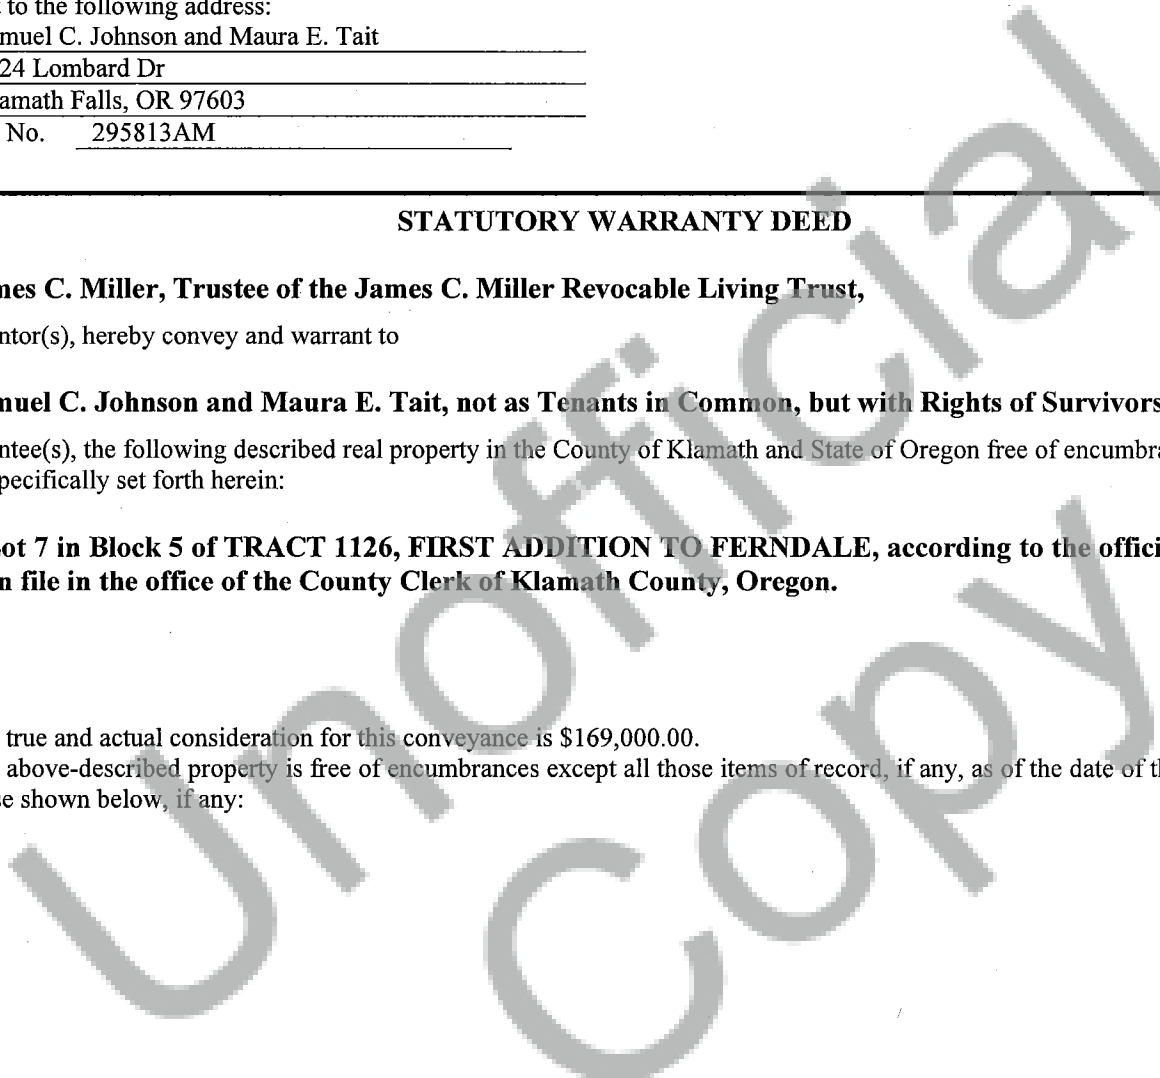 to the following address:
muel C. Johnson and Maura E. Tait
24 Lombard Dr
amath Falls, OR 97603
No. 295813AM
STATUTORY WARRANTY DEED
mes C. Miller, Trustee of the James C. Miller Revocable Living Trust,
ntor(s), hereby convey and warrant to
muel C. Johnson and Maura E. Tait, not as Tenants in Common, but with Rights of Survivors
ntee(s), the following described real property in the County of Klamath and State of Oregon free of encumbra
pecifically set forth herein:
ot 7 in Block 5 of TRACT 1126, FIRST ADDITION TO FERNDALE, according to the offici
n file in the office of the County Clerk of Klamath County, Oregon.
true and actual consideration for this conveyance is $169,000.00.
above-described property is free of encumbrances except all those items of record, if any, as of the date of th
se shown below, if any:
Unofficial
Copy